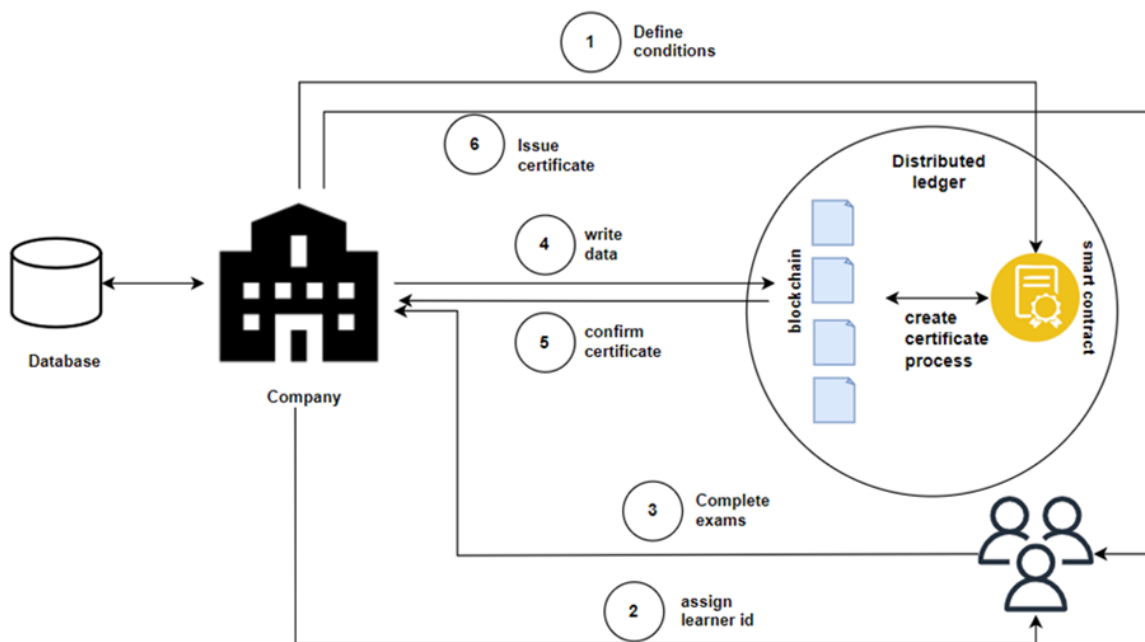 1
Define
conditions
6
Issue
certificate
Distributed
ledger
4
write
data
blockchain
smart contract
create
certificate
process
5
confirm
certificate
Database
Company
3
Complete
exams
2
assign
learner id